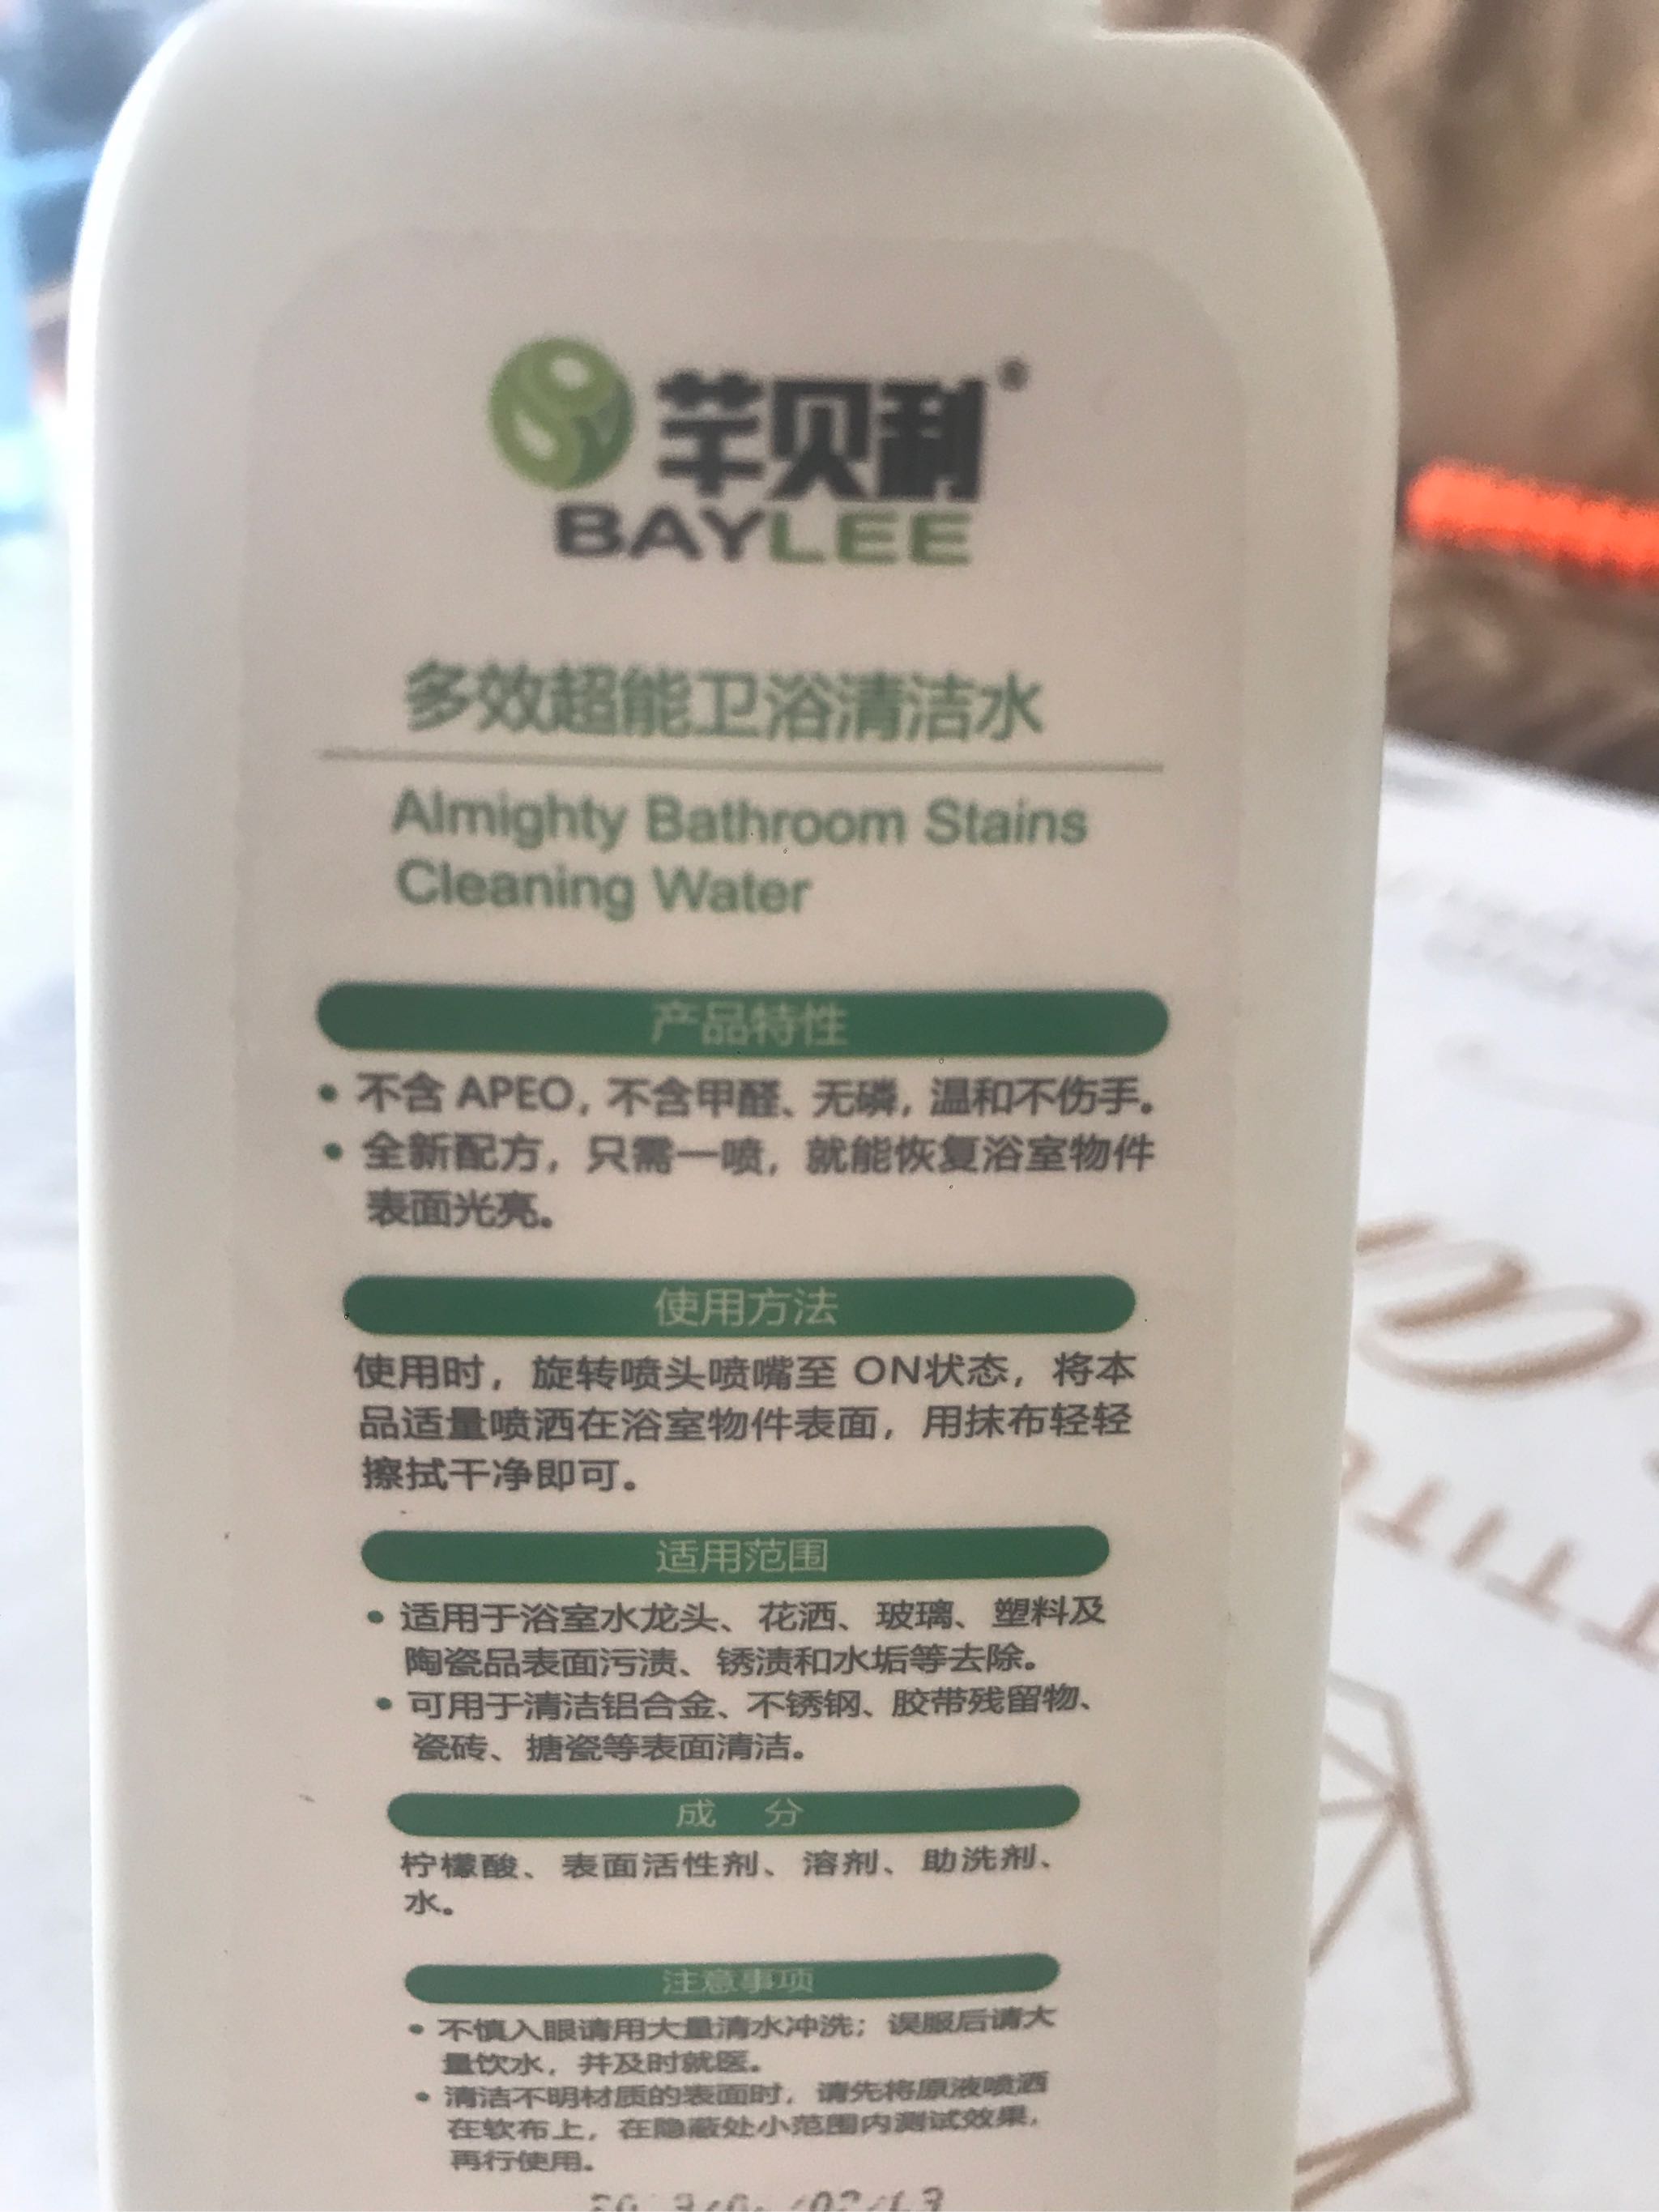 芊贝利®
BAYLEE
多效超能卫浴清洁水
Almighty Bathroom Stains
Cleaning Water
产品特性
• 不含 APEO, 不含甲醛、无磷, 温和不伤手。
• 全新配方, 只需一喷, 就能恢复浴室物件
表面光亮。
使用方法
使用时, 旋转喷头喷嘴至 ON状态, 将本
品适量喷洒在浴室物件表面, 用抹布轻轻
擦拭干净即可。
适用范围
• 适用于浴室水龙头、花洒、玻璃、塑料及
陶瓷品表面污渍、锈渍和水垢等去除。
• 可用于清洁铝合金、不锈钢、胶带残留物、
瓷砖、搪瓷等表面清洁。
成 分
柠檬酸、表面活性剂、溶剂、助洗剂、
水。
注意事项
• 不慎入眼请用大量清水冲洗; 误服后请大
量饮水, 并及时就医。
• 清洁不明材质的表面时, 请先将原液喷洒
在软布上, 在隐蔽处小范围内测试效果,
再行使用。